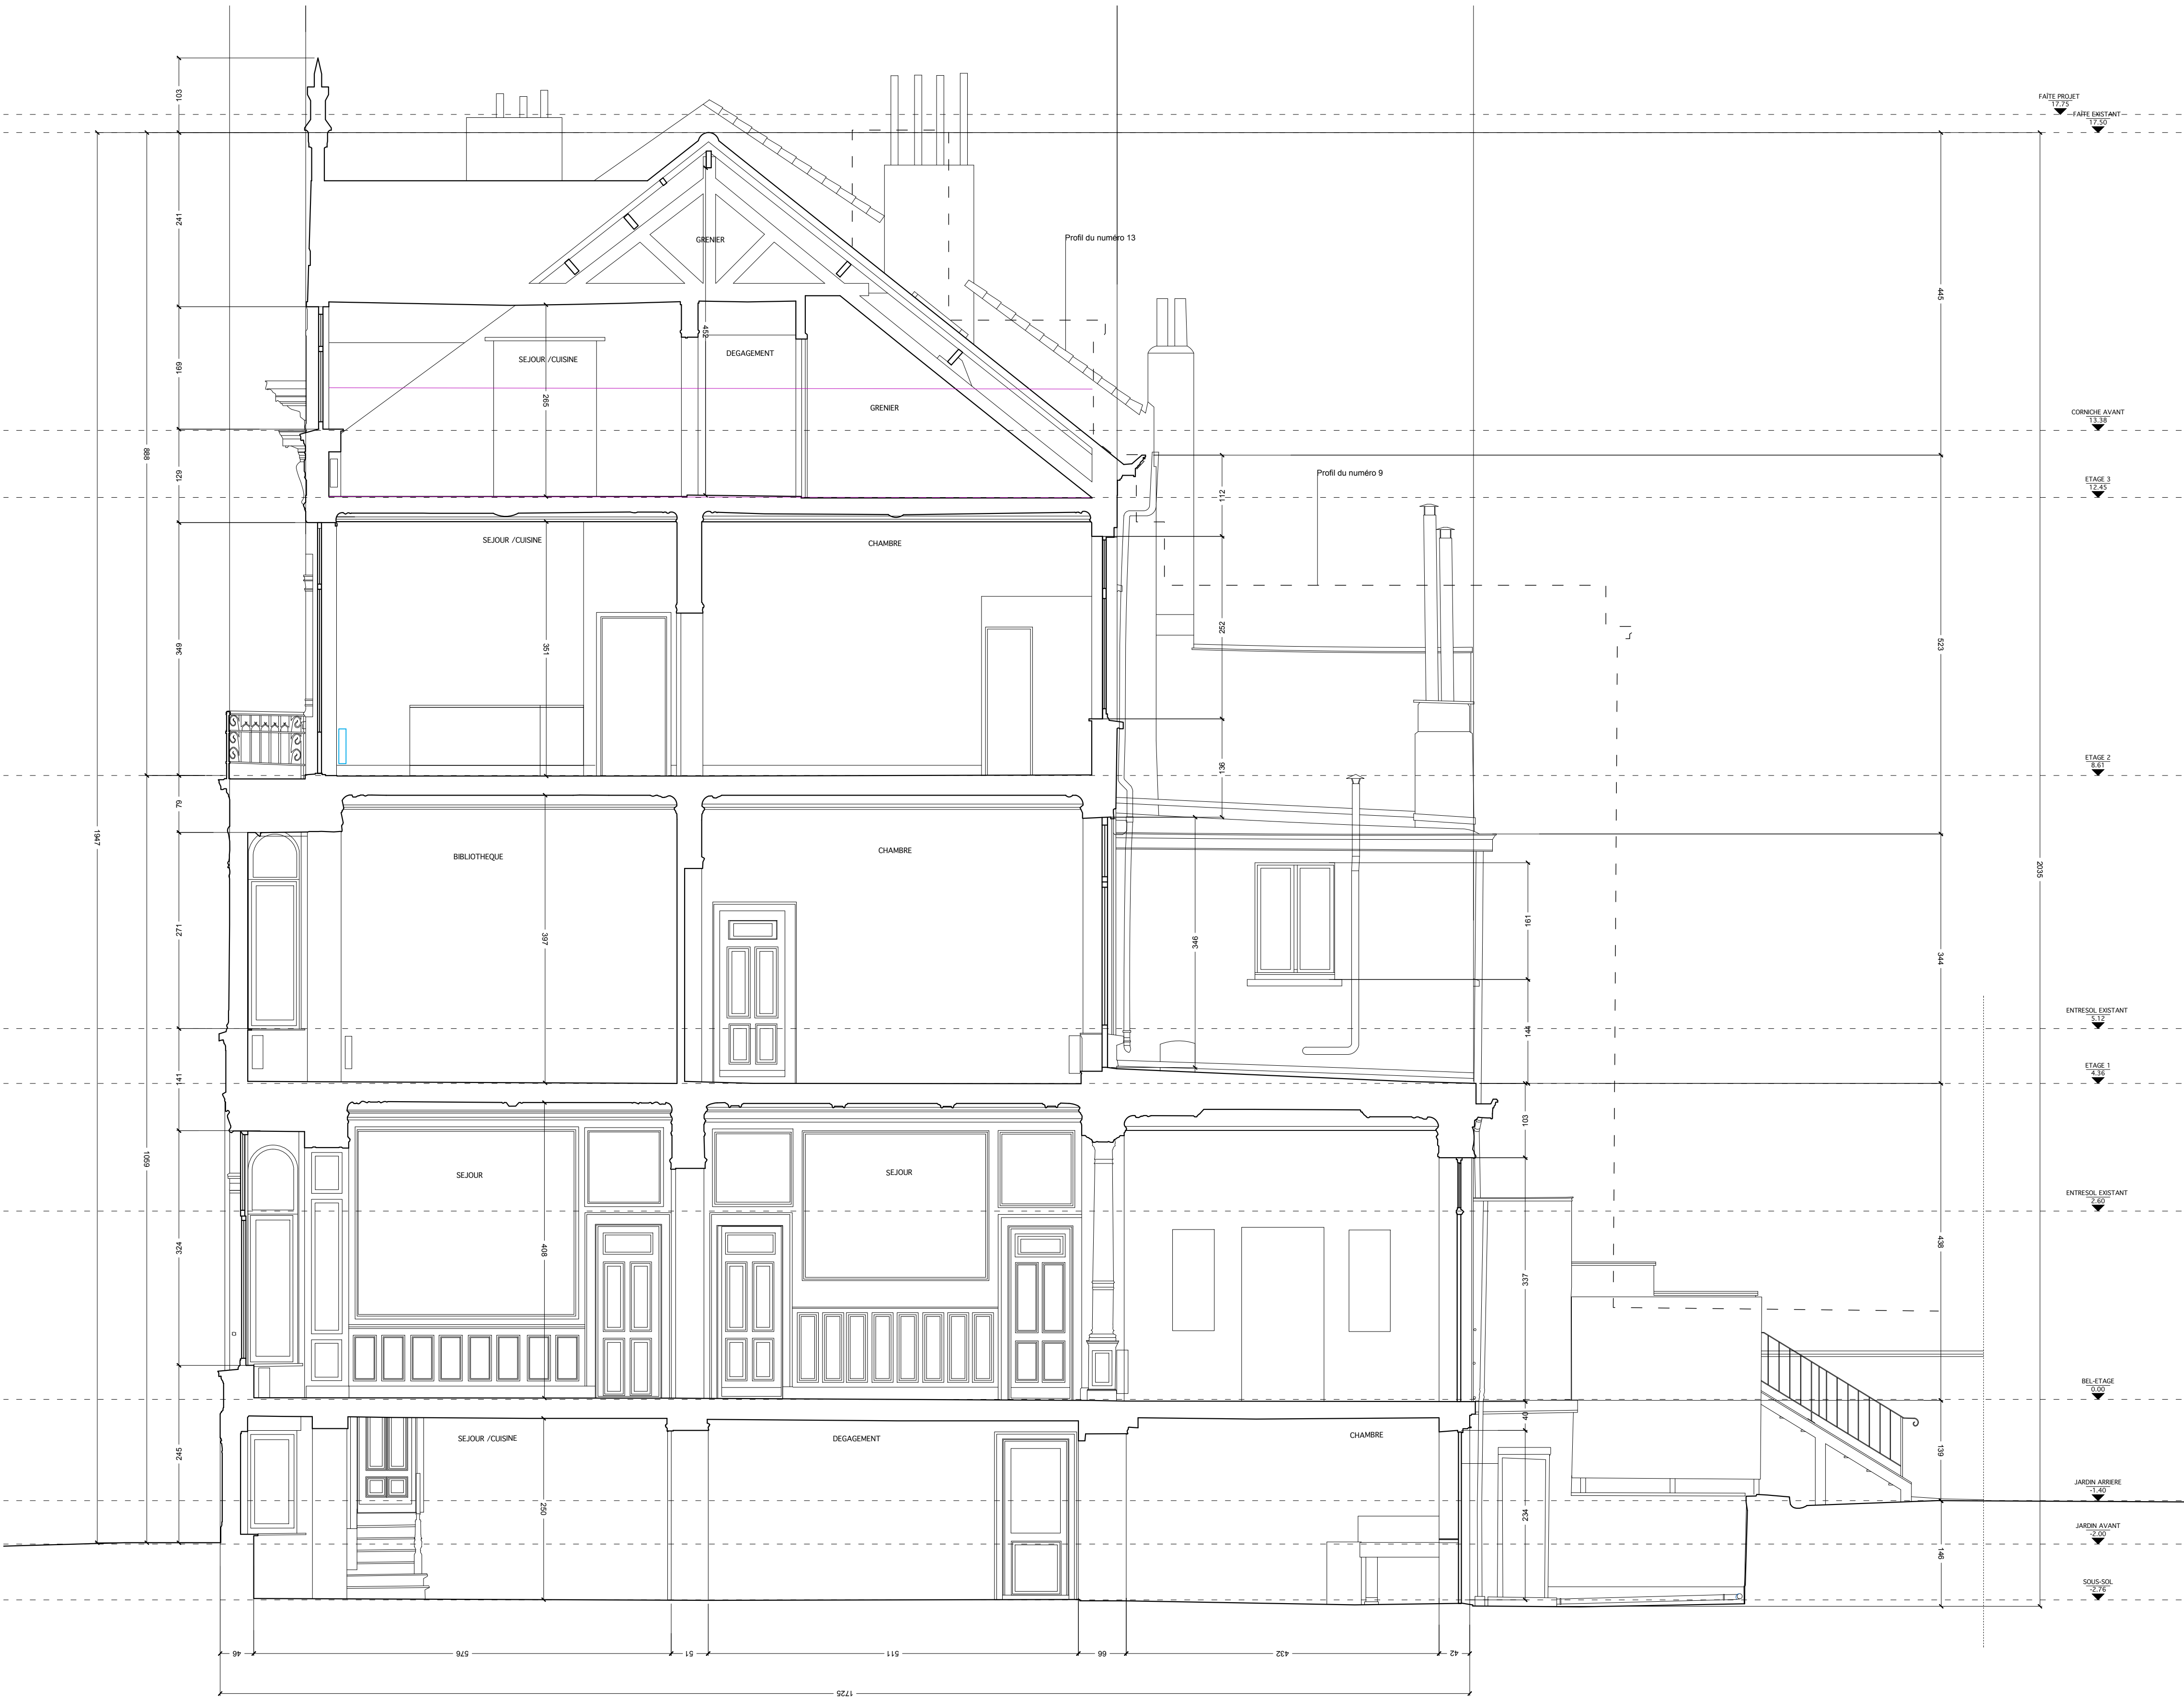 FAÎTE PROJET
17.75
FAÎTE EXISTANT
17.50
103
241
GRENIER
Profil du numéro 13
445
452
SEJOUR /CUISINE
DEGAGEMENT
169
265
GRENIER
CORNICHE AVANT
13.38
888
129
Profil du numéro 9
ETAGE 3
12.45
112
SEJOUR /CUISINE
CHAMBRE
349
351
252
523
ETAGE 2
8.61
136
79
1947
BIBLIOTHEQUE
CHAMBRE
2035
271
397
346
161
344
ENTRESOL EXISTANT
5.12
144
ETAGE 1
4.36
141
103
1059
SEJOUR
SEJOUR
ENTRESOL EXISTANT
2.60
324
408
337
438
BEL-ETAGE
0.00
40
245
SEJOUR /CUISINE
DEGAGEMENT
CHAMBRE
139
JARDIN ARRIERE
-1.40
250
234
JARDIN AVANT
-2.00
146
SOUS-SOL
-2.76
46
576
51
511
66
432
42
1725